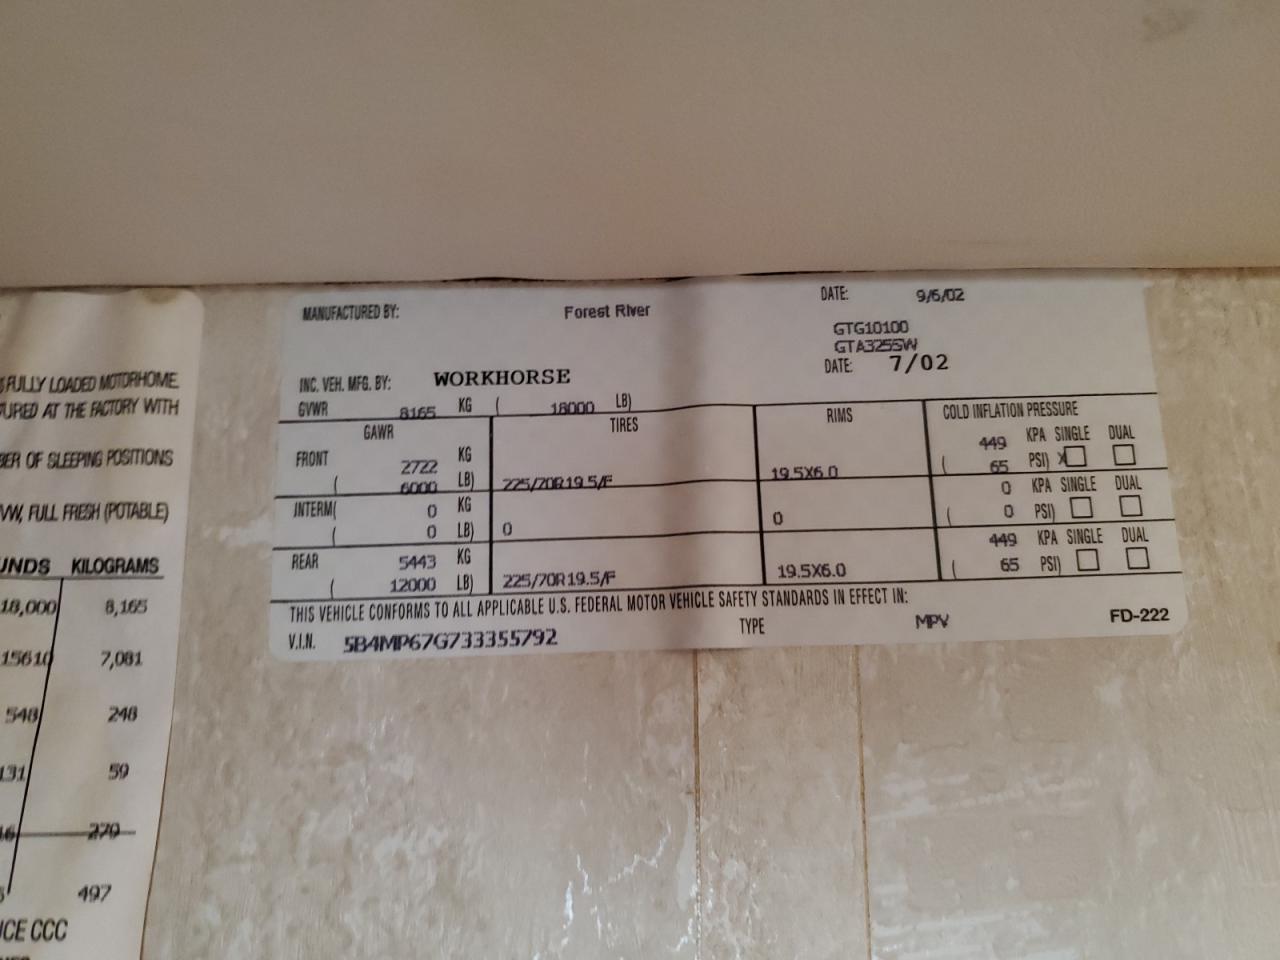 FULLY LOADED MOTORHOME.
URED AT THE FACTORY WITH
BER OF SLEEPING POSITIONS
VW, FULL FRESH (POTABLE)
UNDS KILOGRAMS
18,000 8,165
15610 7,081
548 248
131 59
16 270
497
CE CCC
MANUFACTURED BY: Forest River DATE: 9/6/02
GTG10100
GTA325SW
INC. VEH. MFG. BY: WORKHORSE DATE: 7/02
GVWR 8165 KG ( 18000 LB)
GAWR TIRES RIMS COLD INFLATION PRESSURE
FRONT 2722 KG 449 KPA SINGLE DUAL
( 6000 LB) 225/70R19.5/F 19.5X6.0 ( 65 PSI) X
INTERM( 0 KG 0 KPA SINGLE DUAL
( 0 LB) 0 0 ( 0 PSI)
REAR 5443 KG 449 KPA SINGLE DUAL
( 12000 LB) 225/70R19.5/F 19.5X6.0 ( 65 PSI)
THIS VEHICLE CONFORMS TO ALL APPLICABLE U.S. FEDERAL MOTOR VEHICLE SAFETY STANDARDS IN EFFECT IN:
V.I.N. 5B4MP67G733355792 TYPE MPV FD-222